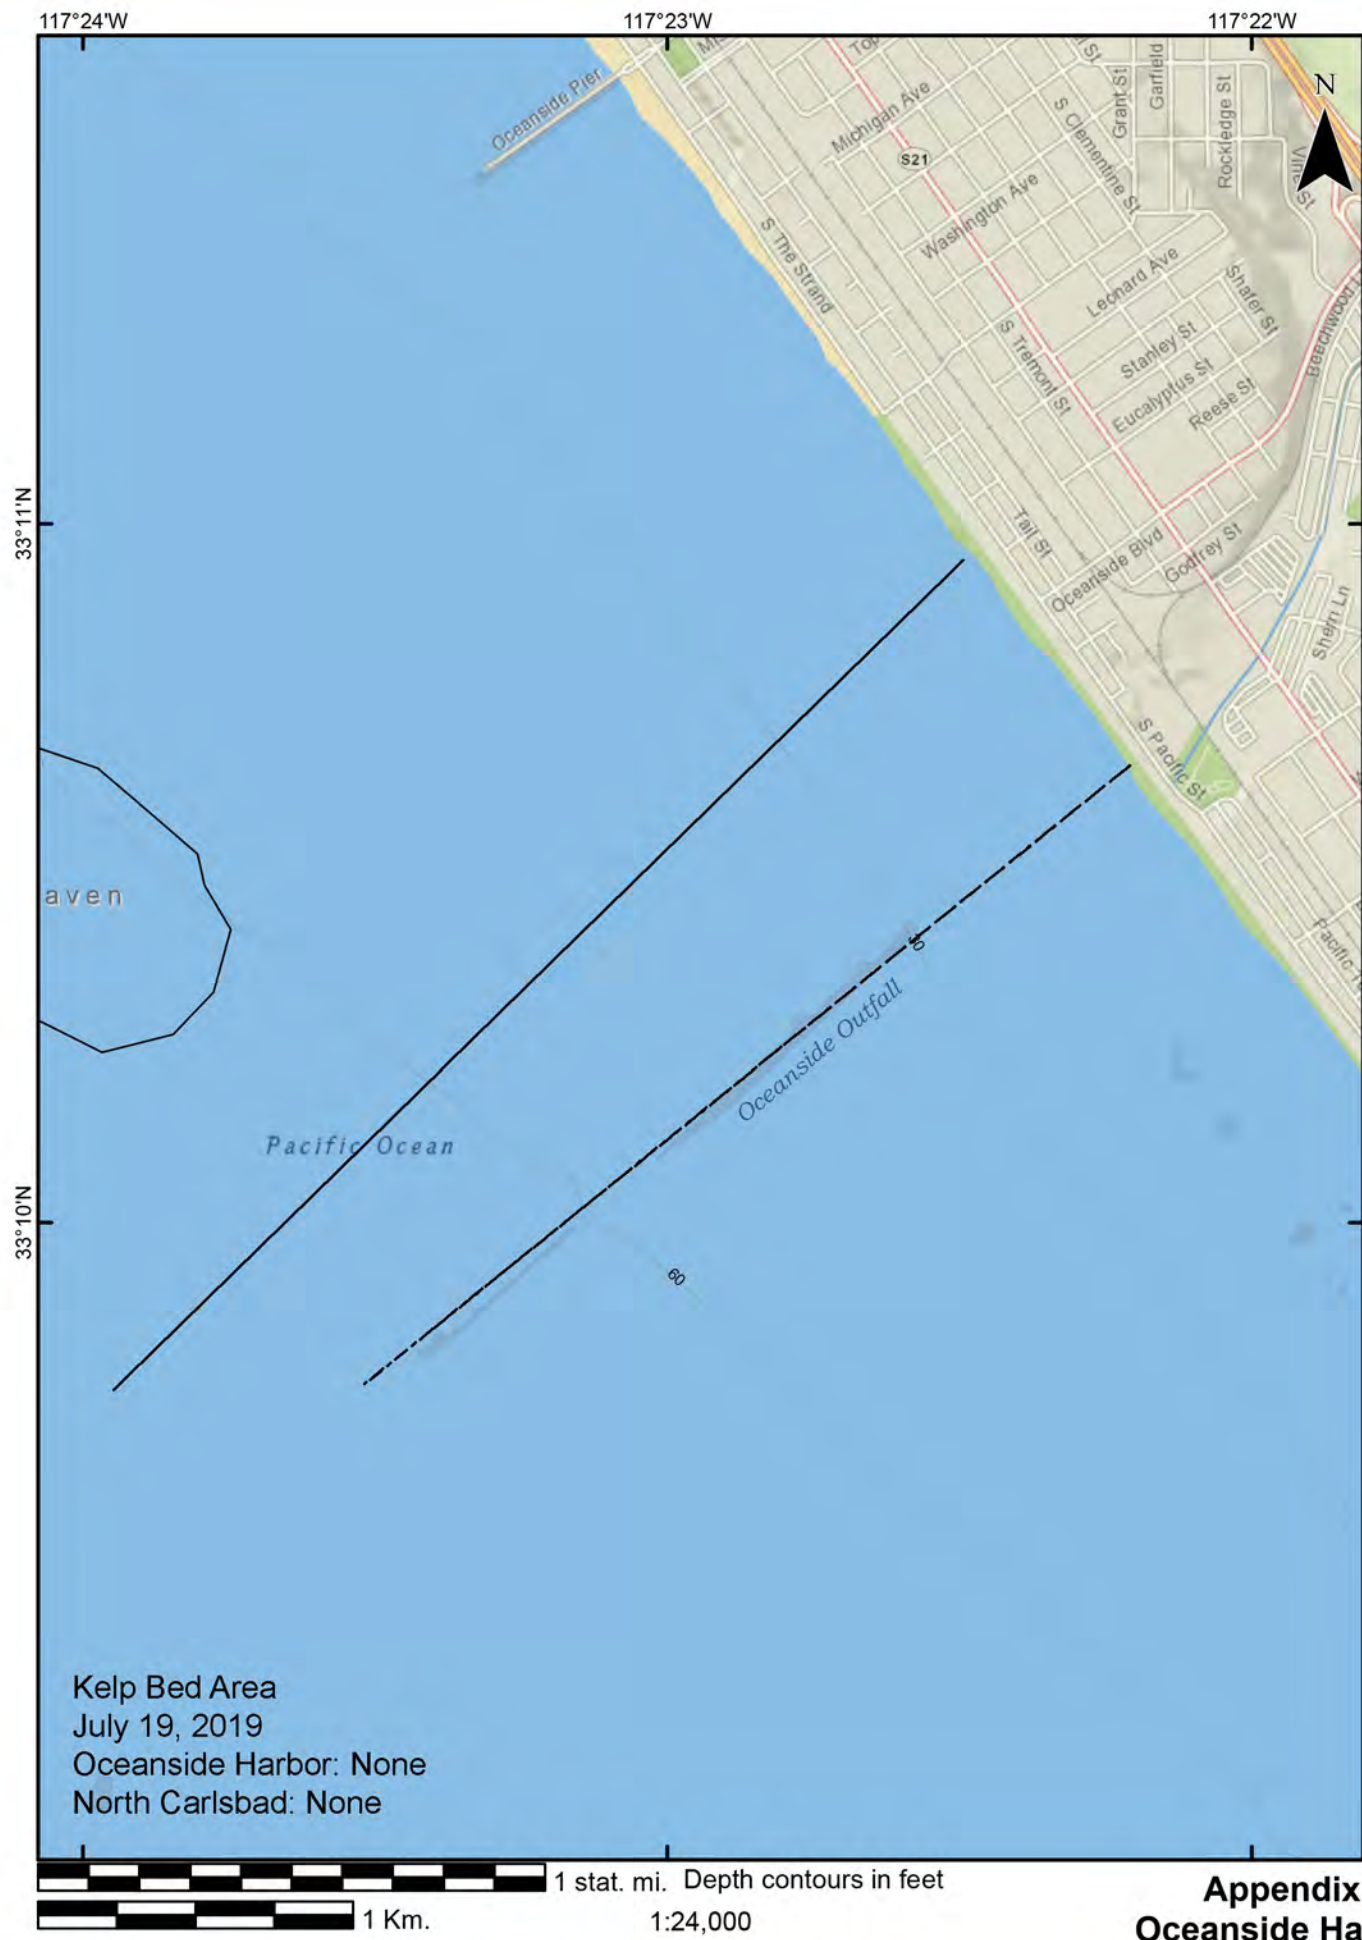 117°24'W
117°23'W
117°22'W
N
Oceanside Pier
Michigan Ave
S21
Washington Ave
S Clementine St
Grant St
Garfield
Rockledge St
S The Strand
Leonard Ave
Shafer St
Beechwood
S Tremont St
Stanley St
Eucalyptus St
Reese St
33°11'N
Tait St
Oceanside Blvd
Godfrey St
Sherri Ln
S Pacific St
aven
Pacific
Oceanside Outfall
Pacific Ocean
33°10'N
60
Kelp Bed Area
July 19, 2019
Oceanside Harbor: None
North Carlsbad: None
1 stat. mi. Depth contours in feet
1 Km.
1:24,000
Appendix
Oceanside Ha